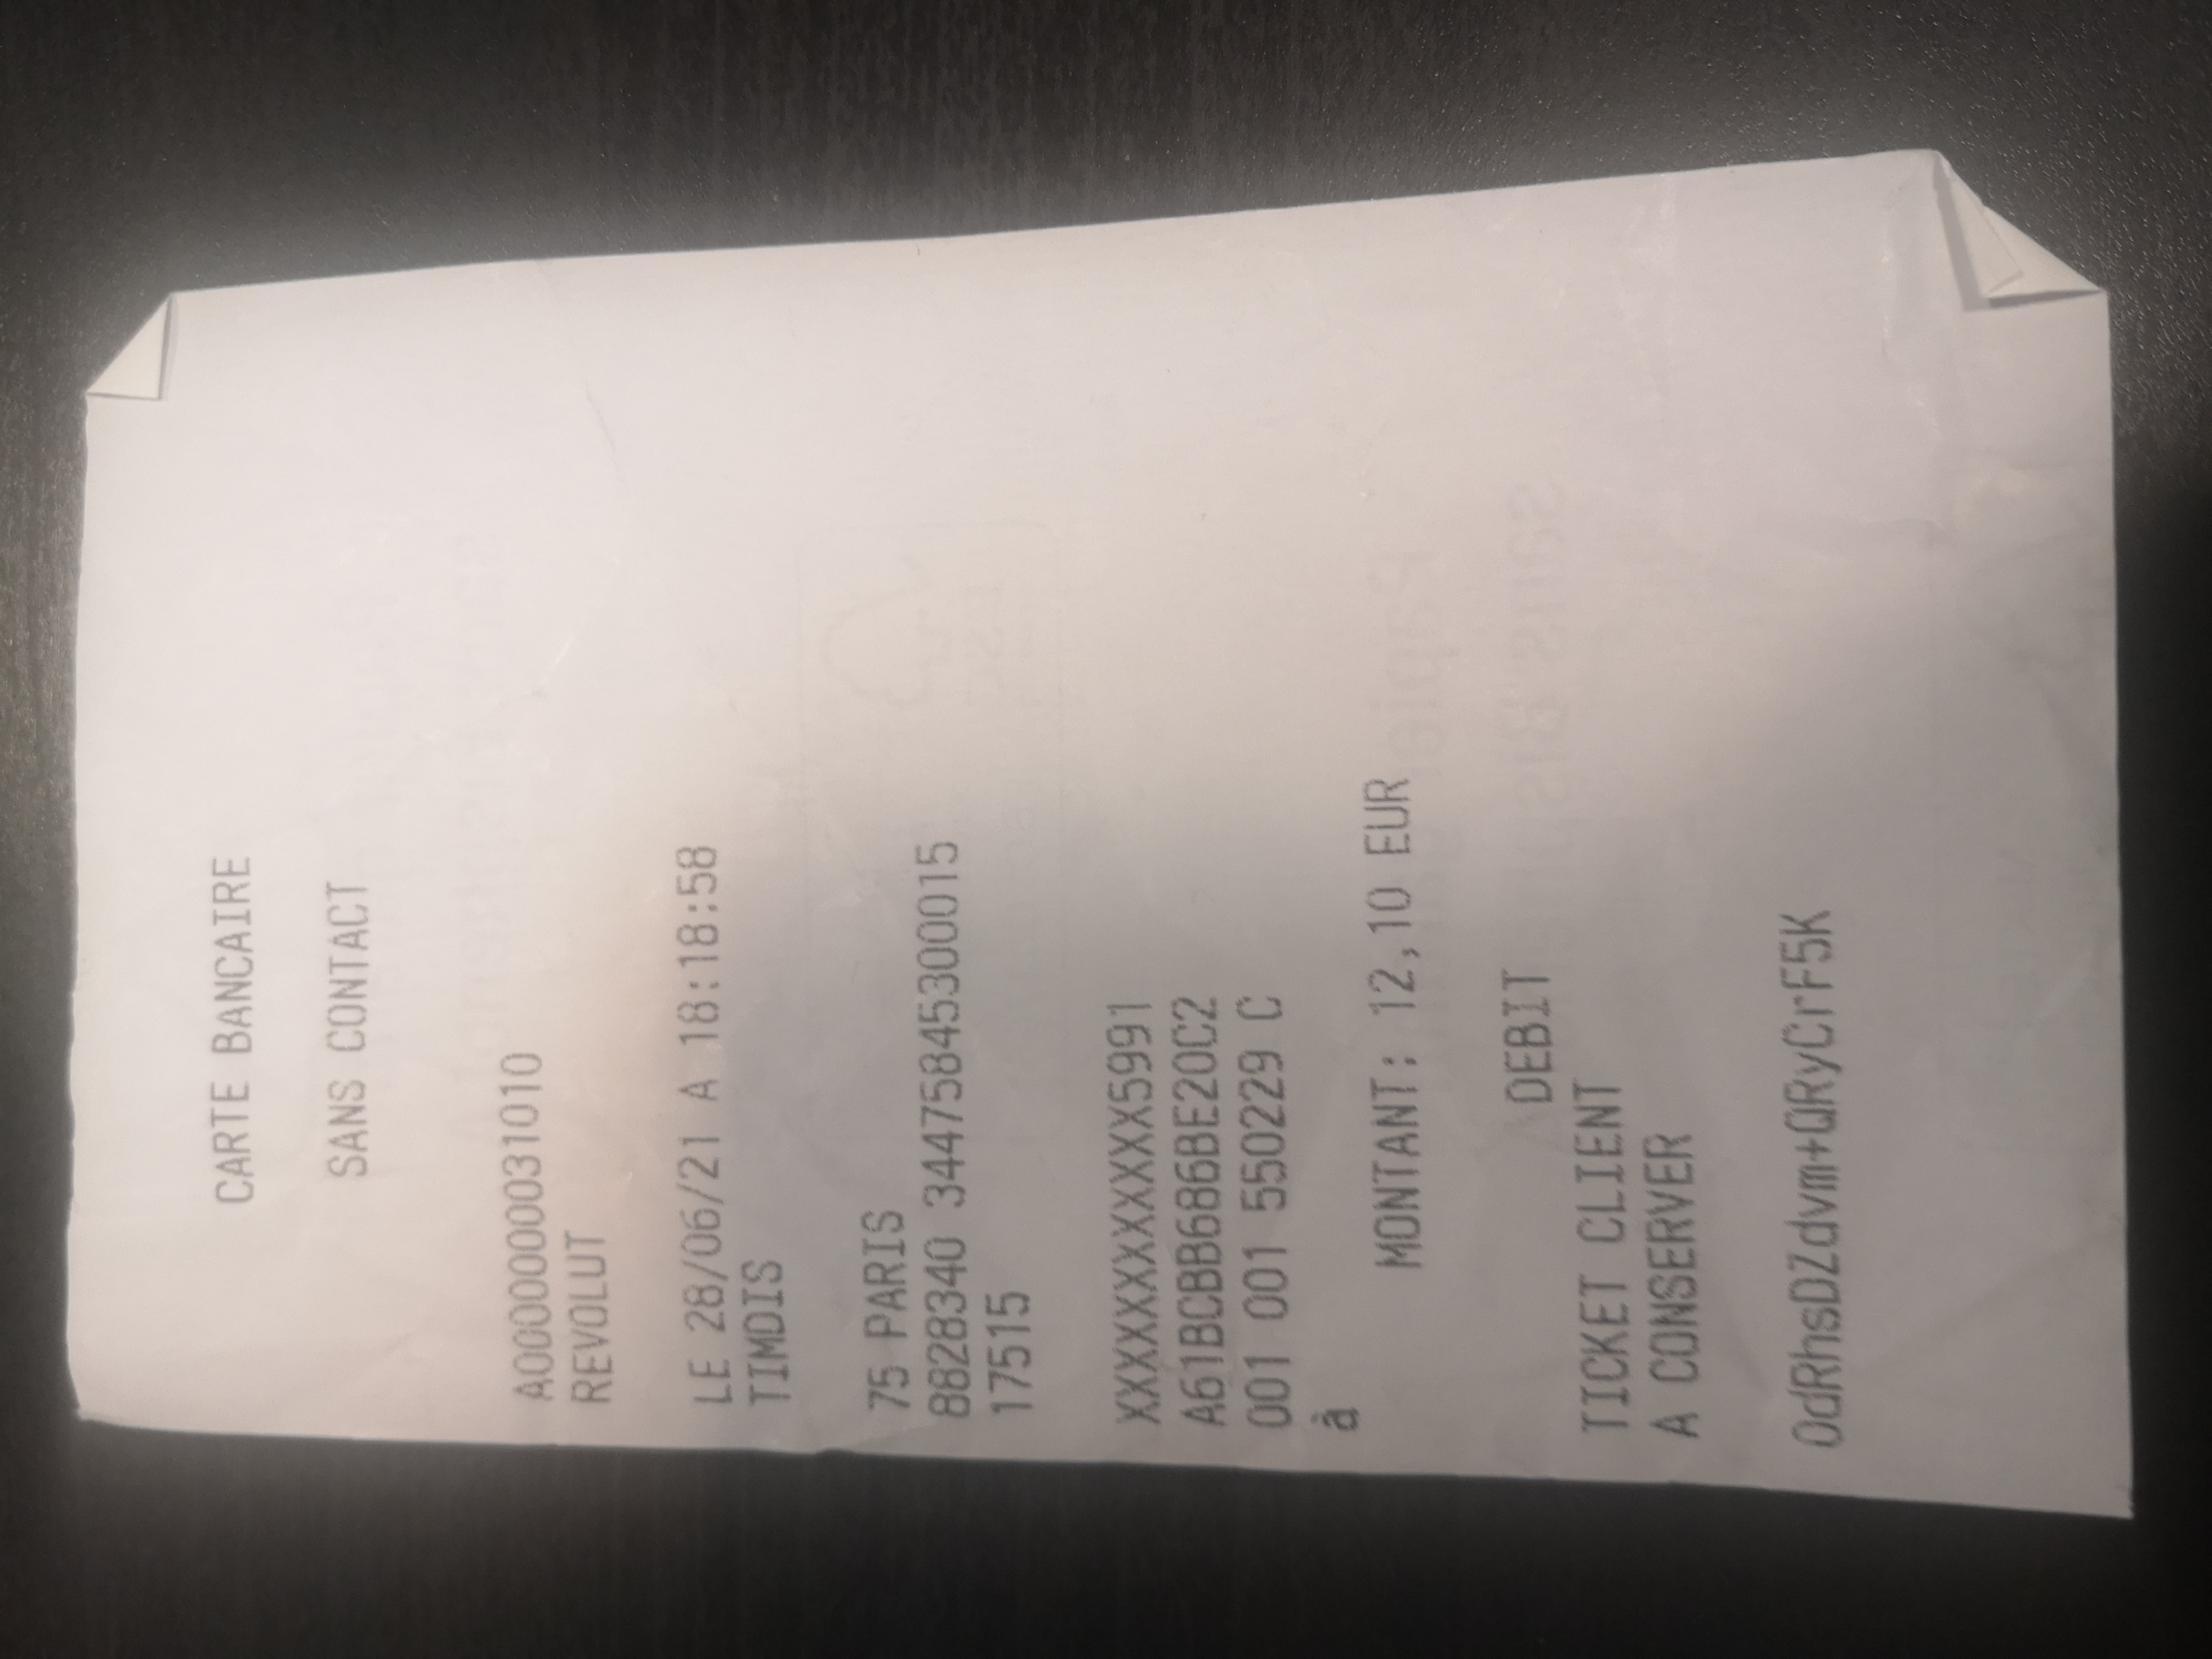 CARTE BANCAIRE
SANS CONTACT
A0000000031010
REVOLUT
LE 28/06/21 A 18:18:58
TIMDIS
75 PARIS
8828340 34475845300015
17515
XXXXXXXXXXXX5991
A61BCBB686BE20C2
001 001 550229 C
à
MONTANT: 12,10 EUR
DEBIT
TICKET CLIENT
A CONSERVER
OdRhsDZdvm+QRyCrF5K